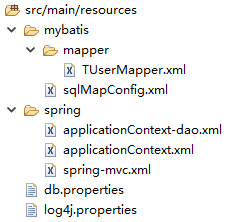 src/main/resources
mybatis
mapper
TUserMapper.xml
sqlMapConfig.xml
spring
applicationContext-dao.xml
applicationContext.xml
spring-mvc.xml
db.properties
log4j.properties